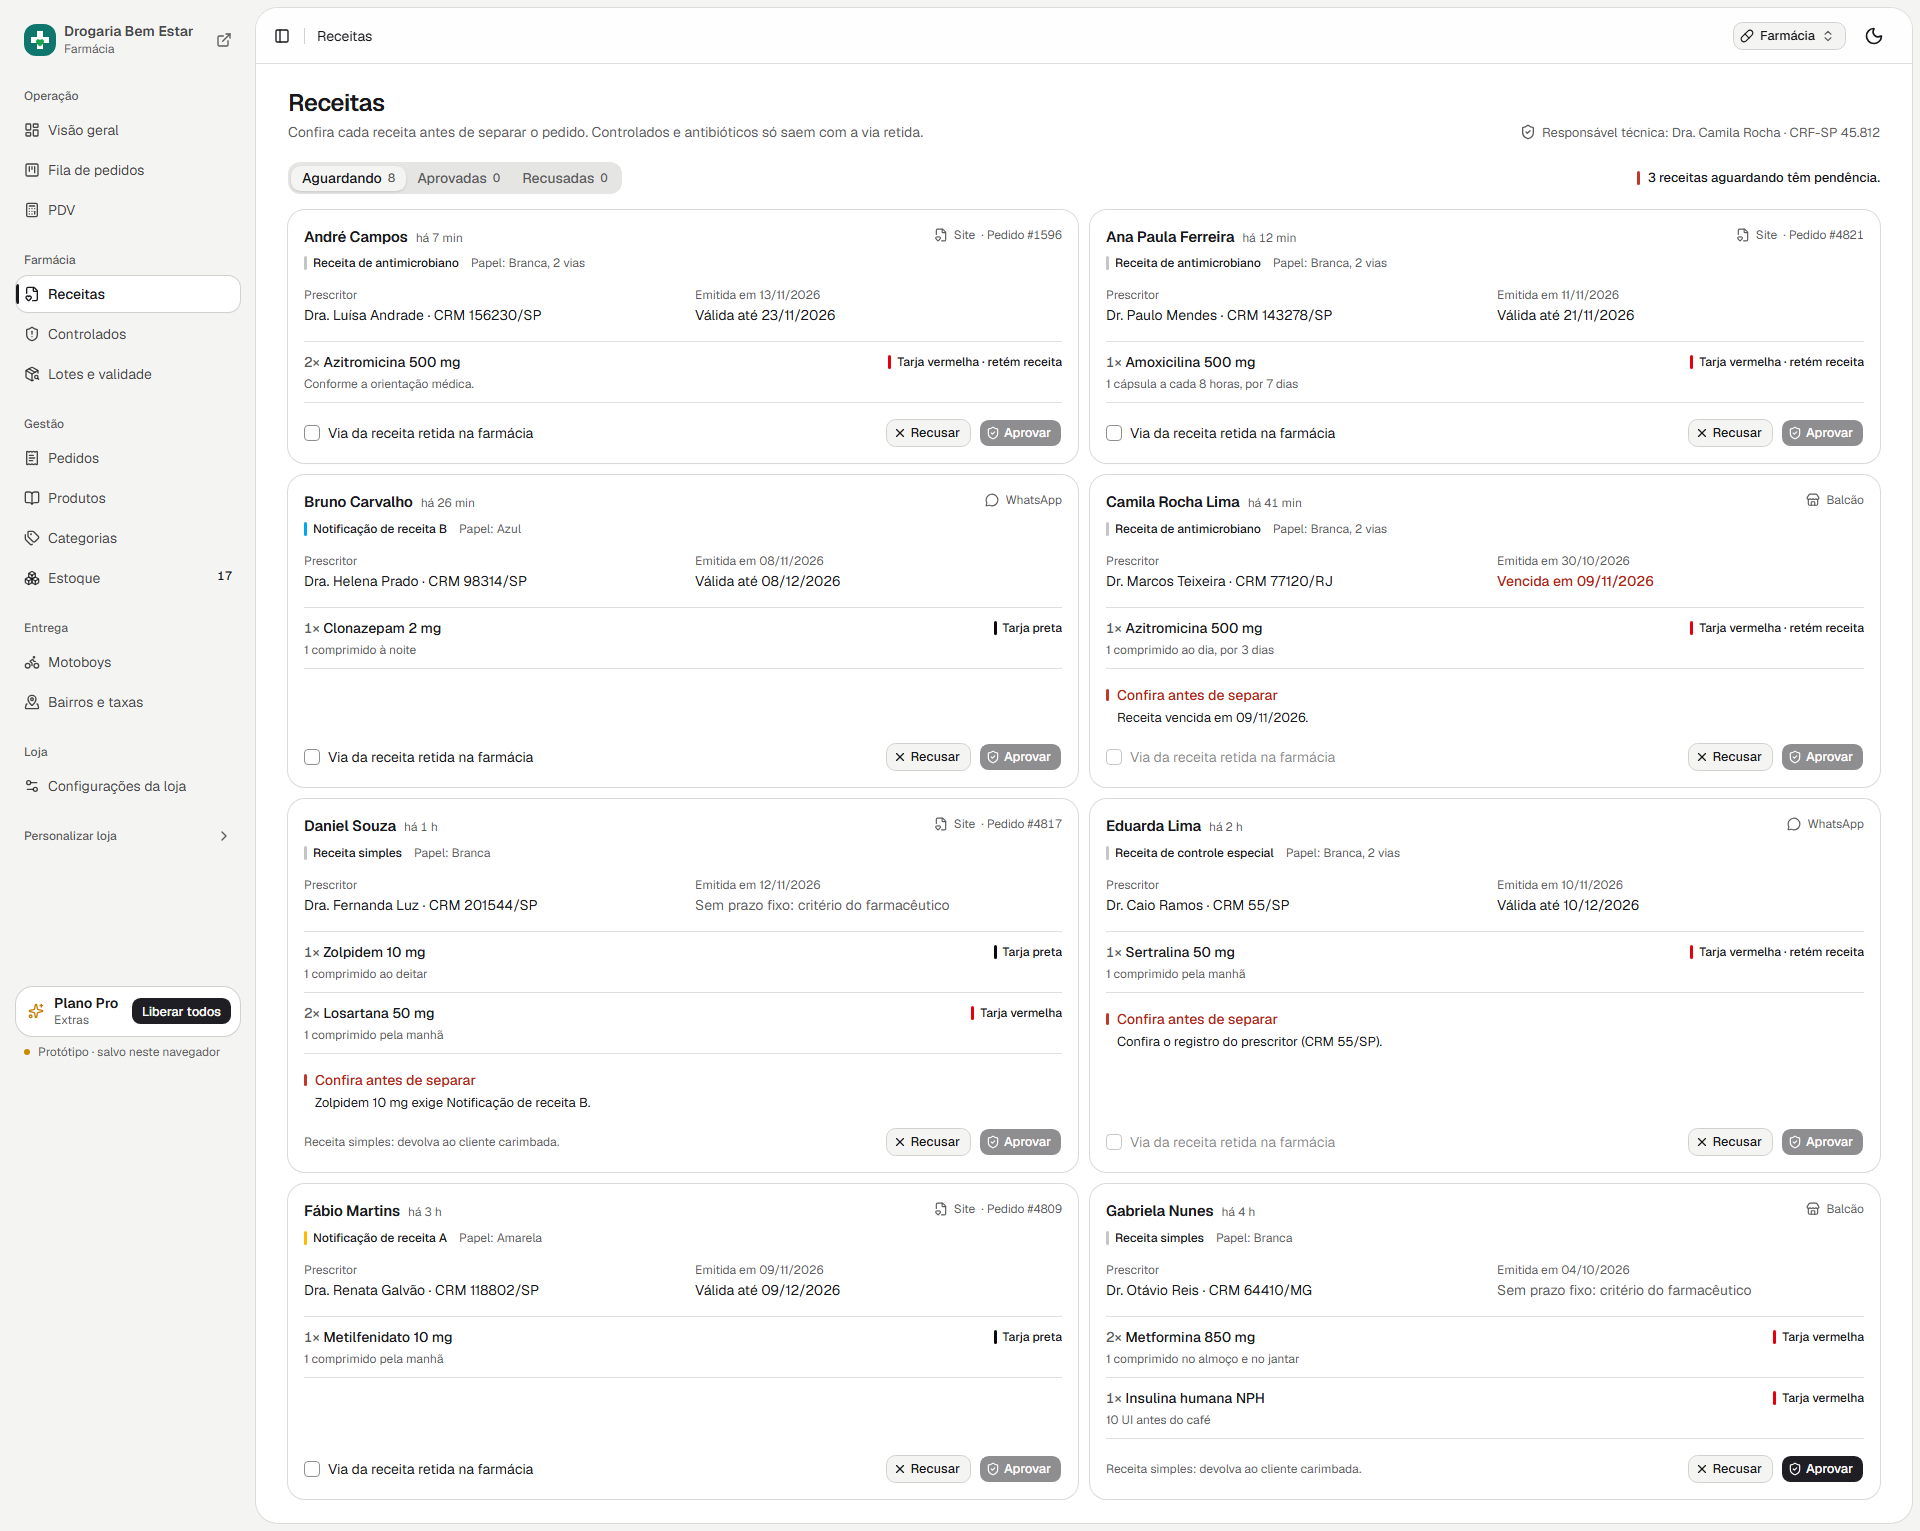 Drogaria Bem Estar
Farmácia
Operação
Visão geral
Fila de pedidos
PDV
Farmácia
Receitas
Controlados
Lotes e validade
Gestão
Pedidos
Produtos
Categorias
Estoque 17
Entrega
Motoboys
Bairros e taxas
Loja
Configurações da loja
Personalizar loja
Plano Pro
Extras
Liberar todos
Protótipo · salvo neste navegador
Receitas
Farmácia
Receitas
Confira cada receita antes de separar o pedido. Controlados e antibióticos só saem com a via retida.
Responsável técnica: Dra. Camila Rocha · CRF-SP 45.812
Aguardando 8 Aprovadas 0 Recusadas 0
3 receitas aguardando têm pendência.
André Campos há 7 min
Site · Pedido #1596
Receita de antimicrobiano Papel: Branca, 2 vias
Prescritor
Dra. Luísa Andrade · CRM 156230/SP
Emitida em 13/11/2026
Válida até 23/11/2026
2× Azitromicina 500 mg
Tarja vermelha · retém receita
Conforme a orientação médica.
Via da receita retida na farmácia
Recusar
Aprovar
Ana Paula Ferreira há 12 min
Site · Pedido #4821
Receita de antimicrobiano Papel: Branca, 2 vias
Prescritor
Dr. Paulo Mendes · CRM 143278/SP
Emitida em 11/11/2026
Válida até 21/11/2026
1× Amoxicilina 500 mg
Tarja vermelha · retém receita
1 cápsula a cada 8 horas, por 7 dias
Via da receita retida na farmácia
Recusar
Aprovar
Bruno Carvalho há 26 min
WhatsApp
Notificação de receita B Papel: Azul
Prescritor
Dra. Helena Prado · CRM 98314/SP
Emitida em 08/11/2026
Válida até 08/12/2026
1× Clonazepam 2 mg
Tarja preta
1 comprimido à noite
Via da receita retida na farmácia
Recusar
Aprovar
Camila Rocha Lima há 41 min
Balcão
Receita de antimicrobiano Papel: Branca, 2 vias
Prescritor
Dr. Marcos Teixeira · CRM 77120/RJ
Emitida em 30/10/2026
Vencida em 09/11/2026
1× Azitromicina 500 mg
Tarja vermelha · retém receita
1 comprimido ao dia, por 3 dias
Confira antes de separar
Receita vencida em 09/11/2026.
Via da receita retida na farmácia
Recusar
Aprovar
Daniel Souza há 1 h
Site · Pedido #4817
Receita simples Papel: Branca
Prescritor
Dra. Fernanda Luz · CRM 201544/SP
Emitida em 12/11/2026
Sem prazo fixo: critério do farmacêutico
1× Zolpidem 10 mg
Tarja preta
1 comprimido ao deitar
2× Losartana 50 mg
Tarja vermelha
1 comprimido pela manhã
Confira antes de separar
Zolpidem 10 mg exige Notificação de receita B.
Receita simples: devolva ao cliente carimbada.
Recusar
Aprovar
Eduarda Lima há 2 h
WhatsApp
Receita de controle especial Papel: Branca, 2 vias
Prescritor
Dr. Caio Ramos · CRM 55/SP
Emitida em 10/11/2026
Válida até 10/12/2026
1× Sertralina 50 mg
Tarja vermelha · retém receita
1 comprimido pela manhã
Confira antes de separar
Confira o registro do prescritor (CRM 55/SP).
Via da receita retida na farmácia
Recusar
Aprovar
Fábio Martins há 3 h
Site · Pedido #4809
Notificação de receita A Papel: Amarela
Prescritor
Dra. Renata Galvão · CRM 118802/SP
Emitida em 09/11/2026
Válida até 09/12/2026
1× Metilfenidato 10 mg
Tarja preta
1 comprimido pela manhã
Via da receita retida na farmácia
Recusar
Aprovar
Gabriela Nunes há 4 h
Balcão
Receita simples Papel: Branca
Prescritor
Dr. Otávio Reis · CRM 64410/MG
Emitida em 04/10/2026
Sem prazo fixo: critério do farmacêutico
2× Metformina 850 mg
Tarja vermelha
1 comprimido no almoço e no jantar
1× Insulina humana NPH
Tarja vermelha
10 UI antes do café
Receita simples: devolva ao cliente carimbada.
Recusar
Aprovar